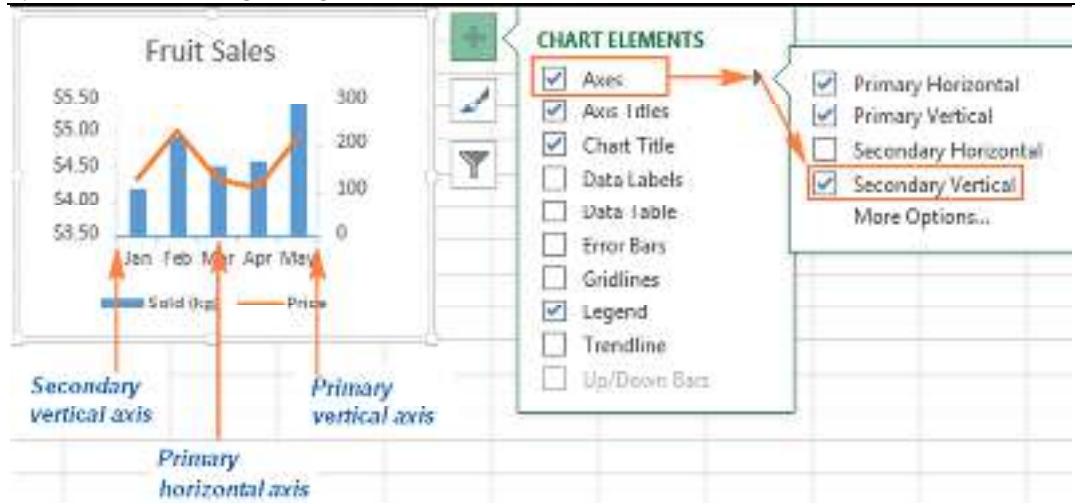 Fruit Sales
$5.50
$5.00
$4.50
$4.00
$3.50
300
200
100
0
Jan Feb Mar Apr May
Sold (kg) Price
Secondary
vertical axis
Primary
vertical axis
Primary
horizontal axis
CHART ELEMENTS
Axes
Axis Titles
Chart Title
Data Labels
Data Table
Error Bars
Gridlines
Legend
Trendline
Up/Down Bars
Primary Horizontal
Primary Vertical
Secondary Horizontal
Secondary Vertical
More Options...